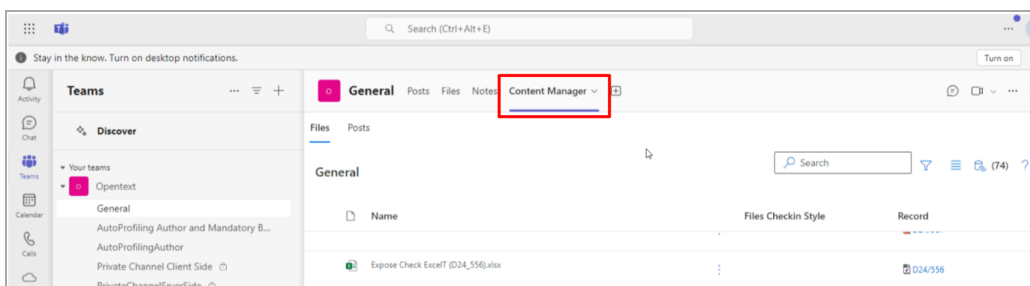 Search (Ctrl+Alt+E)
Stay in the know. Turn on desktop notifications.
Turn on
Activity
Chat
Teams
Calendar
Calls
Teams
Discover
Your teams
O
Opentext
General
AutoProfiling Author and Mandatory B...
AutoProfilingAuthor
Private Channel Client Side
O
General
Posts
Files
Notes
Content Manager
Files
Posts
General
Search
(74)
?
Name
Files Checkin Style
Record
Expose Check ExcelT (D24_556).xlsx
D24/556